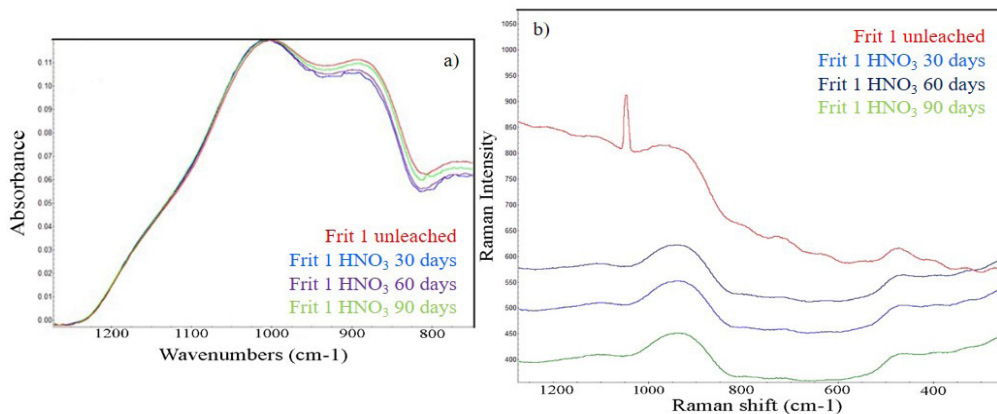 a)
Absorbance
0.11
0.10
0.09
0.08
0.07
0.06
0.05
0.04
0.03
0.02
0.01
0.00
Frit 1 unleached
Frit 1 HNO₃ 30 days
Frit 1 HNO₃ 60 days
Frit 1 HNO₃ 90 days
1200 1100 1000 900 800
Wavenumbers (cm-1)
b)
Raman Intensity
1050
1000
950
900
850
800
750
700
650
600
550
500
450
400
Frit 1 unleached
Frit 1 HNO₃ 30 days
Frit 1 HNO₃ 60 days
Frit 1 HNO₃ 90 days
1200 1000 800 600 400
Raman shift (cm-1)